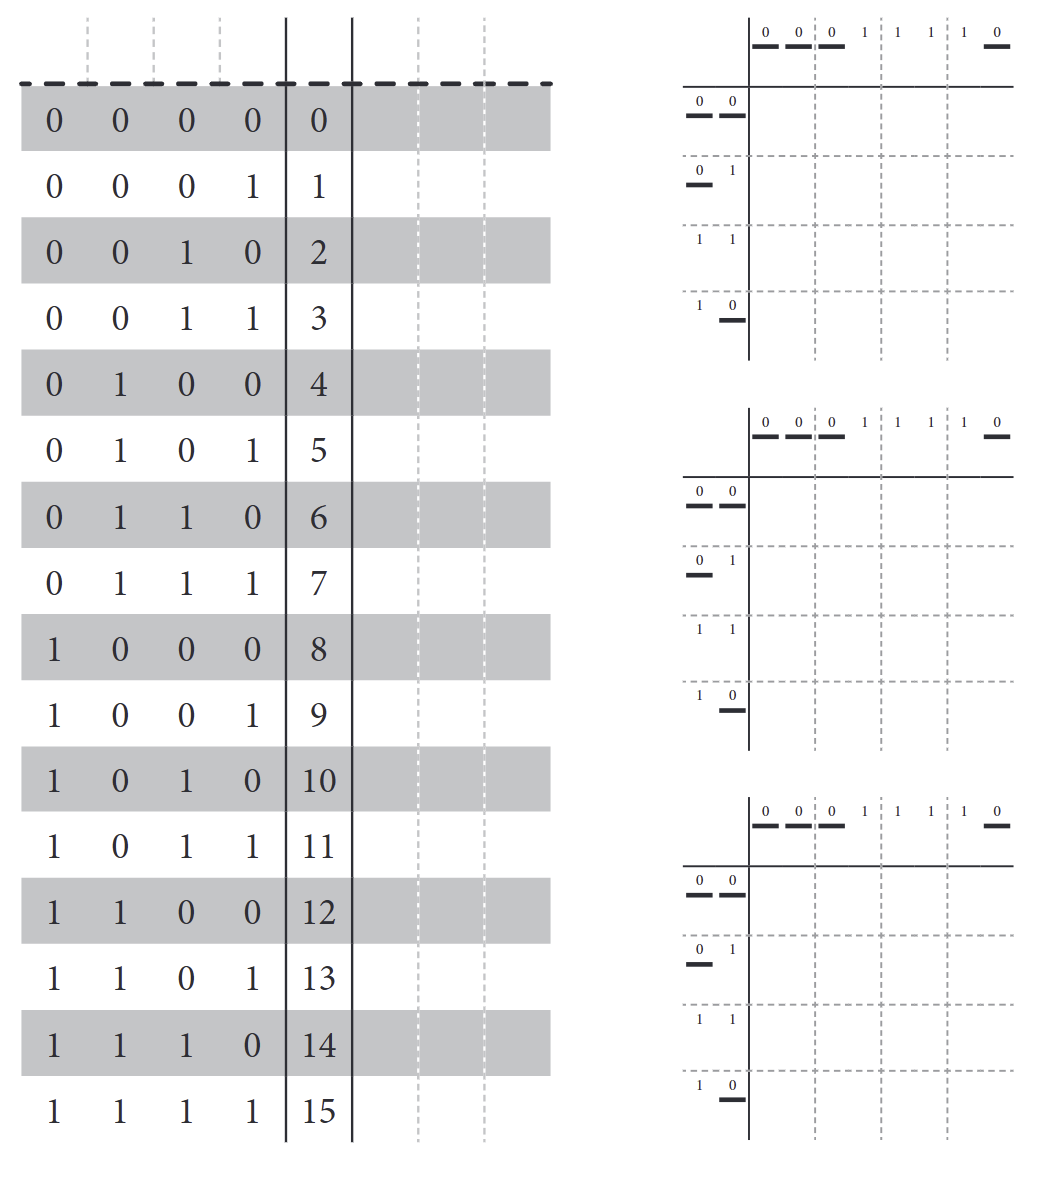 0 0 0 0 0
0 0 0 1 1
0 0 1 0 2
0 0 1 1 3
0 1 0 0 4
0 1 0 1 5
0 1 1 0 6
0 1 1 1 7
1 0 0 0 8
1 0 0 1 9
1 0 1 0 10
1 0 1 1 11
1 1 0 0 12
1 1 0 1 13
1 1 1 0 14
1 1 1 1 15
0 0 0 1 1 1 1 0
0 0
0 1
1 1
1 0
0 0 0 1 1 1 1 0
0 0
0 1
1 1
1 0
0 0 0 1 1 1 1 0
0 0
0 1
1 1
1 0